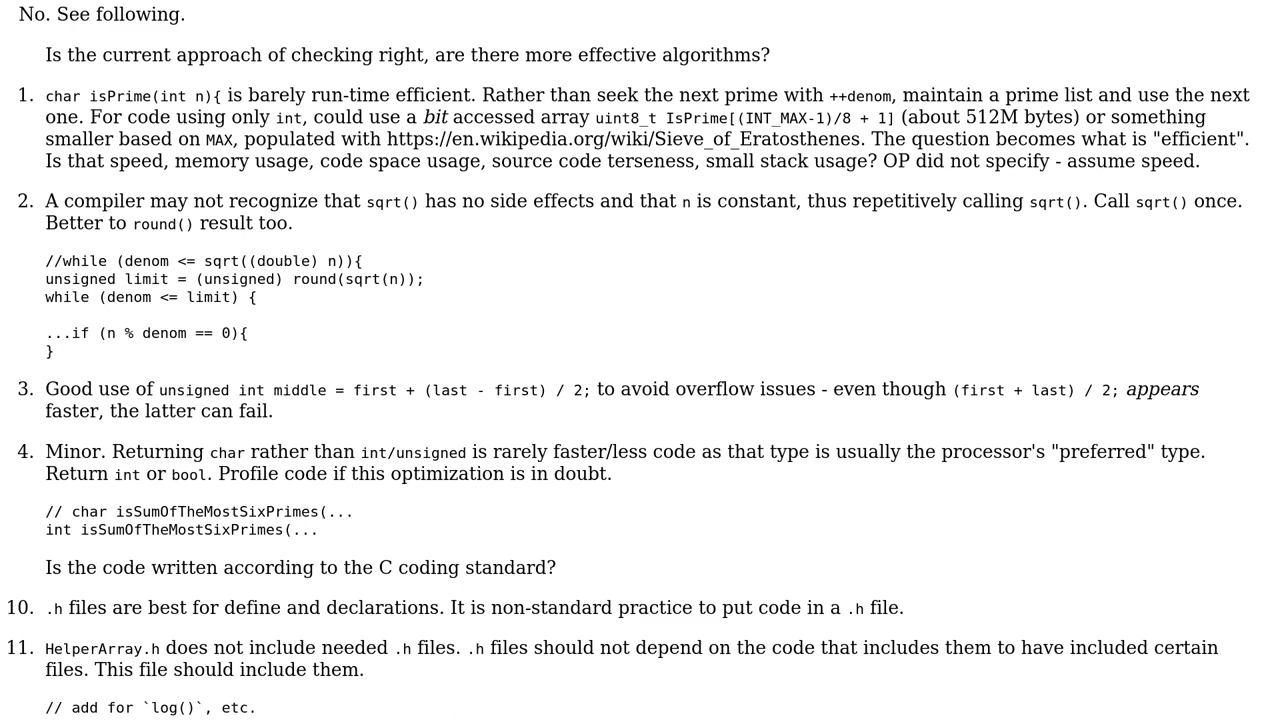 No. See following.
Is the current approach of checking right, are there more effective algorithms?
1. char isPrime(int n){ is barely run-time efficient. Rather than seek the next prime with ++denom, maintain a prime list and use the next
one. For code using only int, could use a bit accessed array uint8_t IsPrime[(INT_MAX-1)/8 + 1] (about 512M bytes) or something
smaller based on MAX, populated with https://en.wikipedia.org/wiki/Sieve_of_Eratosthenes. The question becomes what is "efficient".
Is that speed, memory usage, code space usage, source code terseness, small stack usage? OP did not specify - assume speed.
2. A compiler may not recognize that sqrt() has no side effects and that n is constant, thus repetitively calling sqrt(). Call sqrt() once.
Better to round() result too.
//while (denom <= sqrt((double) n)){
unsigned limit = (unsigned) round(sqrt(n));
while (denom <= limit) {
...if (n % denom == 0){
}
3. Good use of unsigned int middle = first + (last - first) / 2; to avoid overflow issues - even though (first + last) / 2; appears
faster, the latter can fail.
4. Minor. Returning char rather than int/unsigned is rarely faster/less code as that type is usually the processor's "preferred" type.
Return int or bool. Profile code if this optimization is in doubt.
// char isSumOfTheMostSixPrimes(...
int isSumOfTheMostSixPrimes(...
Is the code written according to the C coding standard?
10. .h files are best for define and declarations. It is non-standard practice to put code in a .h file.
11. HelperArray.h does not include needed .h files. .h files should not depend on the code that includes them to have included certain
files. This file should include them.
// add for `log()`, etc.